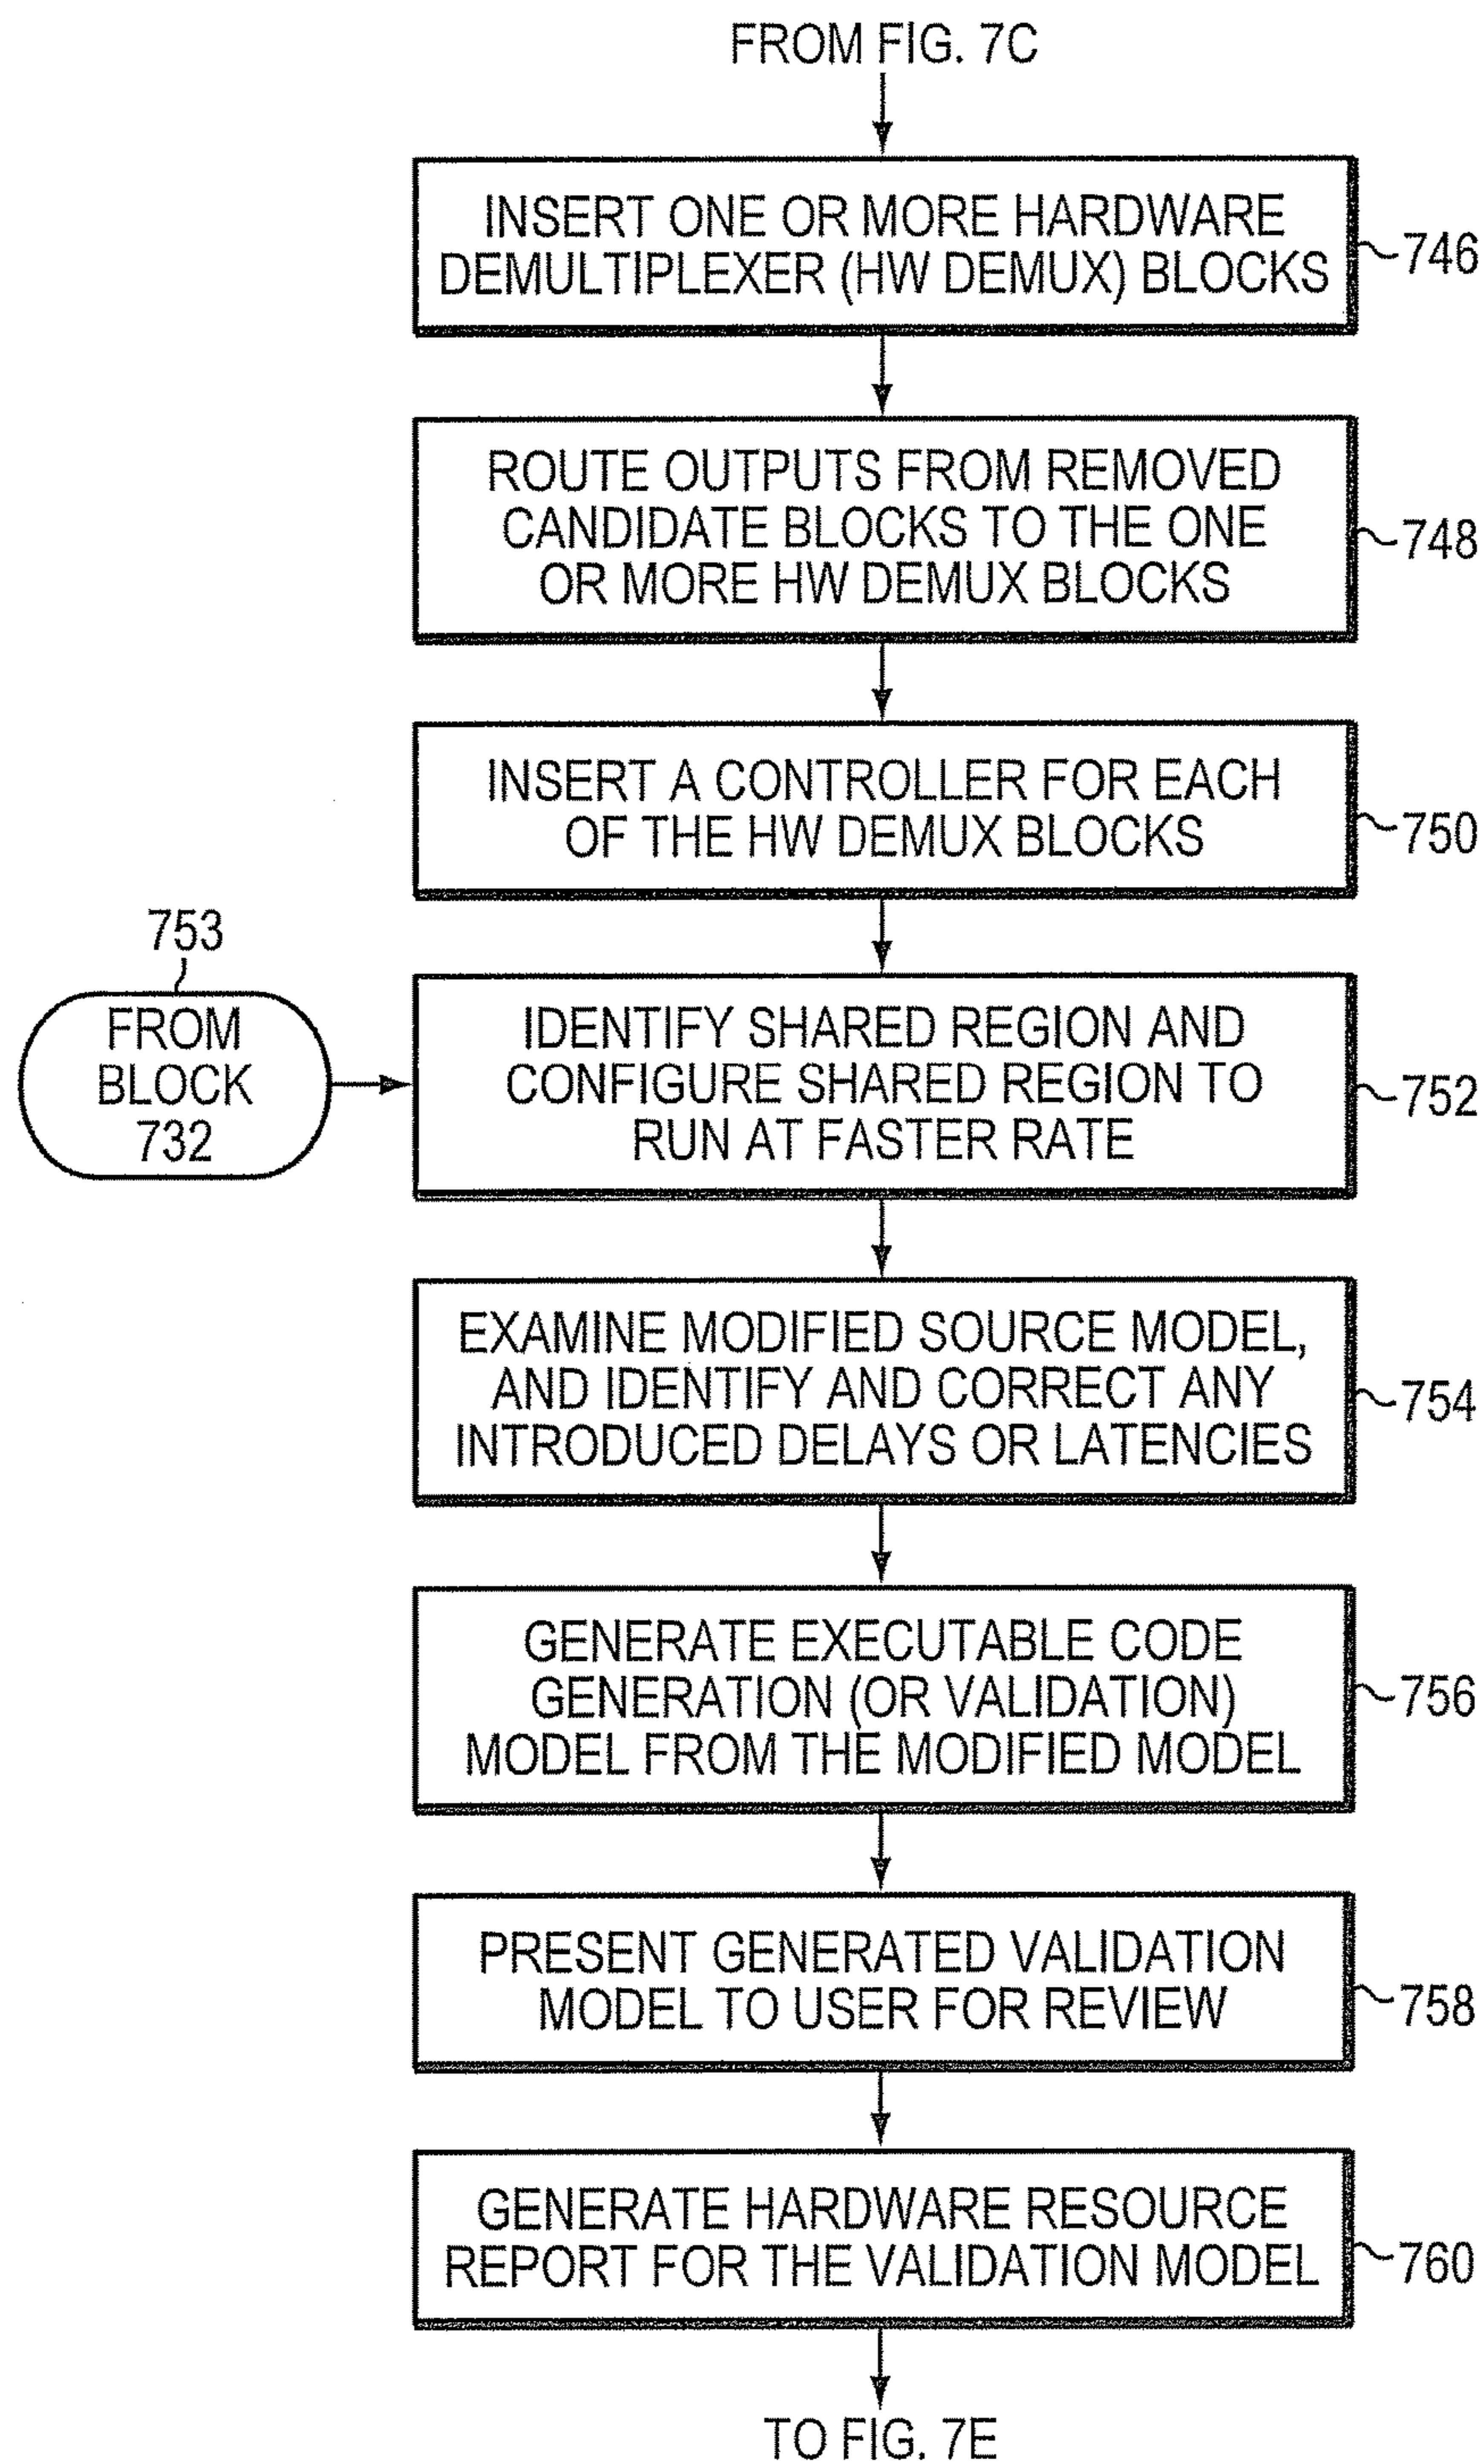 FROM FIG. 7C
INSERT ONE OR MORE HARDWARE
DEMULTIPLEXER (HW DEMUX) BLOCKS
746
ROUTE OUTPUTS FROM REMOVED
CANDIDATE BLOCKS TO THE ONE
OR MORE HW DEMUX BLOCKS
748
INSERT A CONTROLLER FOR EACH
OF THE HW DEMUX BLOCKS
750
753
FROM
BLOCK
732
IDENTIFY SHARED REGION AND
CONFIGURE SHARED REGION TO
RUN AT FASTER RATE
752
EXAMINE MODIFIED SOURCE MODEL,
AND IDENTIFY AND CORRECT ANY
INTRODUCED DELAYS OR LATENCIES
754
GENERATE EXECUTABLE CODE
GENERATION (OR VALIDATION)
MODEL FROM THE MODIFIED MODEL
756
PRESENT GENERATED VALIDATION
MODEL TO USER FOR REVIEW
758
GENERATE HARDWARE RESOURCE
REPORT FOR THE VALIDATION MODEL
760
TO FIG. 7E